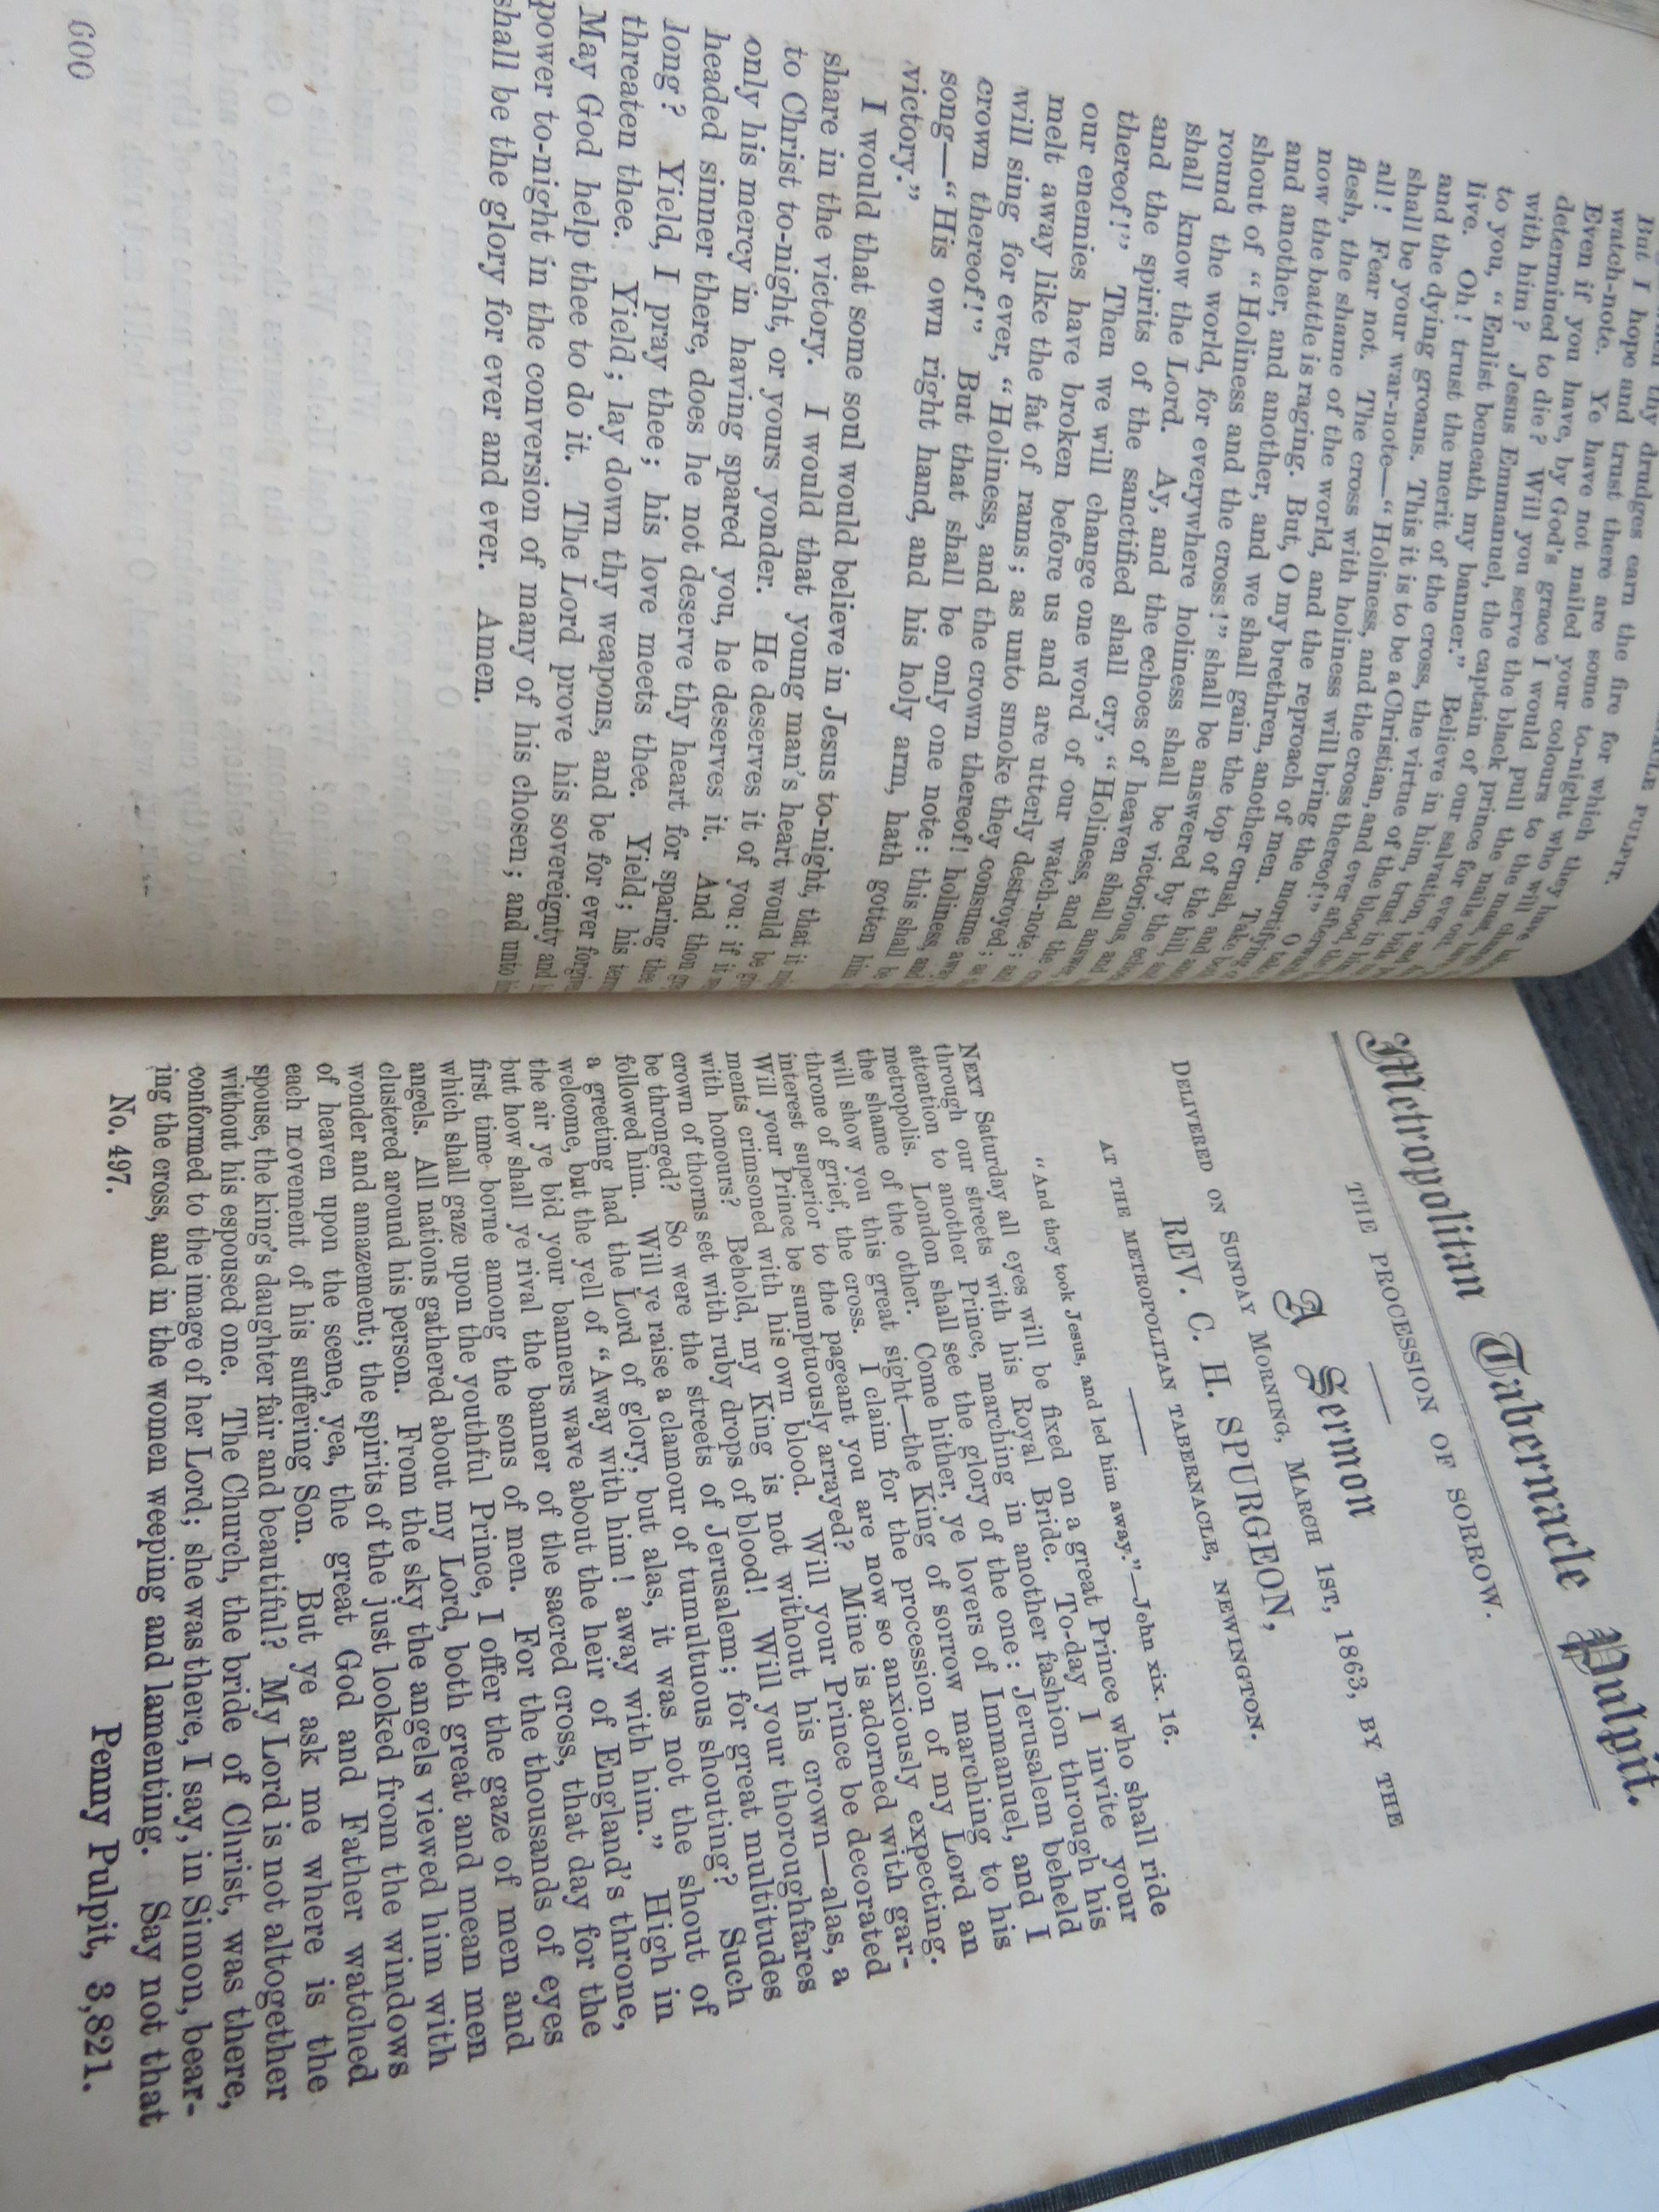 thy drudges earn the fire for which they have
But I hope and trust there are some to-night who will
watch-note. Ye have not nailed your colours to the mast
Even if you have, by God's grace I would pull the nails
determined to die? Will you serve the black prince for ever
with him? Jesus Emmanuel, the captain of our salvation,
to you, "Enlist beneath my banner." Believe in him, trust
live. Oh! trust the merit of the cross, the virtue of the blood,
and the dying groans. This it is to be a Christian, and ever
shall be your war-note—"Holiness, and the cross thereof!"
all! Fear not. The cross with holiness will bring the
flesh, the shame of the world, and the reproach of men.
now the battle is raging. But, O my brethren, another crush,
and another, and another, and we shall gain the top of the
shout of "Holiness and the cross!" shall be answered by
round the world, for everywhere holiness shall be victorious,
shall know the Lord. Ay, and the echoes of heaven shall
and the spirits of the sanctified shall cry, "Holiness, and
thereof!" Then we will change one word of our watch-note;
our enemies have broken before us and are utterly destroyed;
melt away like the fat of rams; as unto smoke they consume
will sing for ever, "Holiness, and the crown thereof! holiness, and
crown thereof!" But that shall be only one note: this shall
song—"His own right hand, and his holy arm, hath gotten him
victory."
I would that some soul would believe in Jesus to-night, that it
share in the victory. I would that young man's heart would be
to Christ to-night, or yours yonder. He deserves it of you: if it
only his mercy in having spared you, he deserves it. And thou
headed sinner there, does he not deserve thy heart for sparing
long? Yield, I pray thee; his love meets thee. Yield; his
threaten thee. Yield; lay down thy weapons, and be for ever
May God help thee to do it. The Lord prove his sovereignty and
power to-night in the conversion of many of his chosen; and unto
shall be the glory for ever and ever. Amen.
600
Metropolitan Tabernacle Pulpit.
THE PROCESSION OF SORROW.
A Sermon
DELIVERED ON SUNDAY MORNING, MARCH 1ST, 1863, BY THE
REV. C. H. SPURGEON,
AT THE METROPOLITAN TABERNACLE, NEWINGTON.
"And they took Jesus, and led him away."—John xix. 16.
NEXT Saturday all eyes will be fixed on a great Prince who shall ride
through our streets with his Royal Bride. To-day I invite your
attention to another Prince, marching in another fashion through his
metropolis. London shall see the glory of the one: Jerusalem beheld
the shame of the other. Come hither, ye lovers of Immanuel, and I
will show you this great sight—the King of sorrow marching to his
throne of grief, the cross. I claim for the procession of my Lord an
interest superior to the pageant you are now so anxiously expecting.
Will your Prince be sumptuously arrayed? Mine is adorned with gar-
ments crimsoned with his own blood. Will your Prince be decorated
with honours? Behold, my King is not without his crown—alas, a
crown of thorns set with ruby drops of blood! Will your thoroughfares
be thronged? So were the streets of Jerusalem; for great multitudes
followed him. Will ye raise a clamour of tumultuous shouting? Such
a greeting had the Lord of glory, but alas, it was not the shout of
welcome, but the yell of "Away with him! away with him." High in
the air ye bid your banners wave about the heir of England's throne,
but how shall ye rival the banner of the sacred cross, that day for the
first time borne among the sons of men. For the thousands of eyes
which shall gaze upon the youthful Prince, I offer the gaze of men and
angels. All nations gathered about my Lord, both great and mean men
clustered around his person. From the sky the angels viewed him with
wonder and amazement; the spirits of the just looked from the windows
of heaven upon the scene, yea, the great God and Father watched
each movement of his suffering Son. But ye ask me where is the
spouse, the king's daughter fair and beautiful? My Lord is not altogether
without his espoused one. The Church, the bride of Christ, was there,
conformed to the image of her Lord; she was there, I say, in Simon, bear-
ing the cross, and in the women weeping and lamenting. Say not that
No. 497.
Penny Pulpit, 3,821.